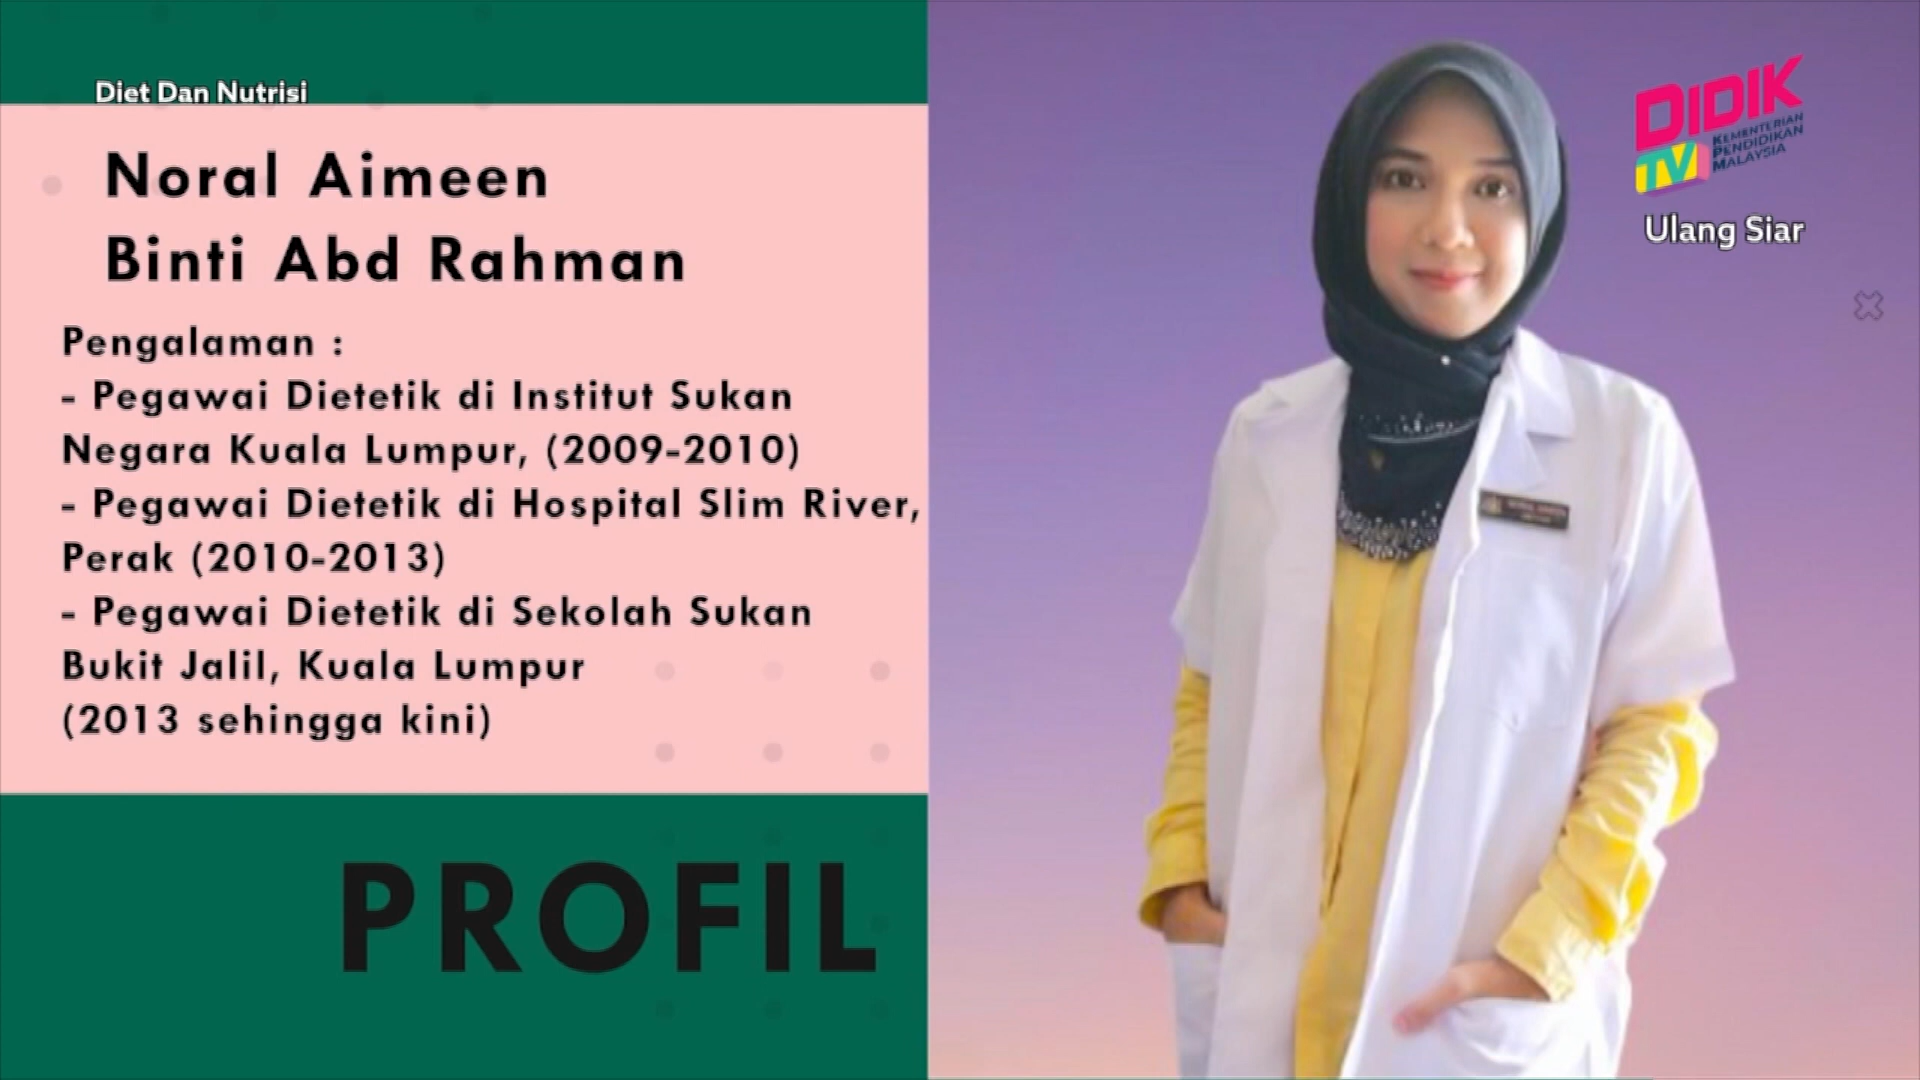 Diet Dan Nutrisi
Noral Aimeen
Binti Abd Rahman
Pengalaman :
- Pegawai Dietetik di Institut Sukan
Negara Kuala Lumpur, (2009-2010)
- Pegawai Dietetik di Hospital Slim River,
Perak (2010-2013)
- Pegawai Dietetik di Sekolah Sukan
Bukit Jalil, Kuala Lumpur
(2013 sehingga kini)
PROFIL
DIDIK
TV
KEMENTERIAN
PENDIDIKAN
MALAYSIA
Ulang Siar